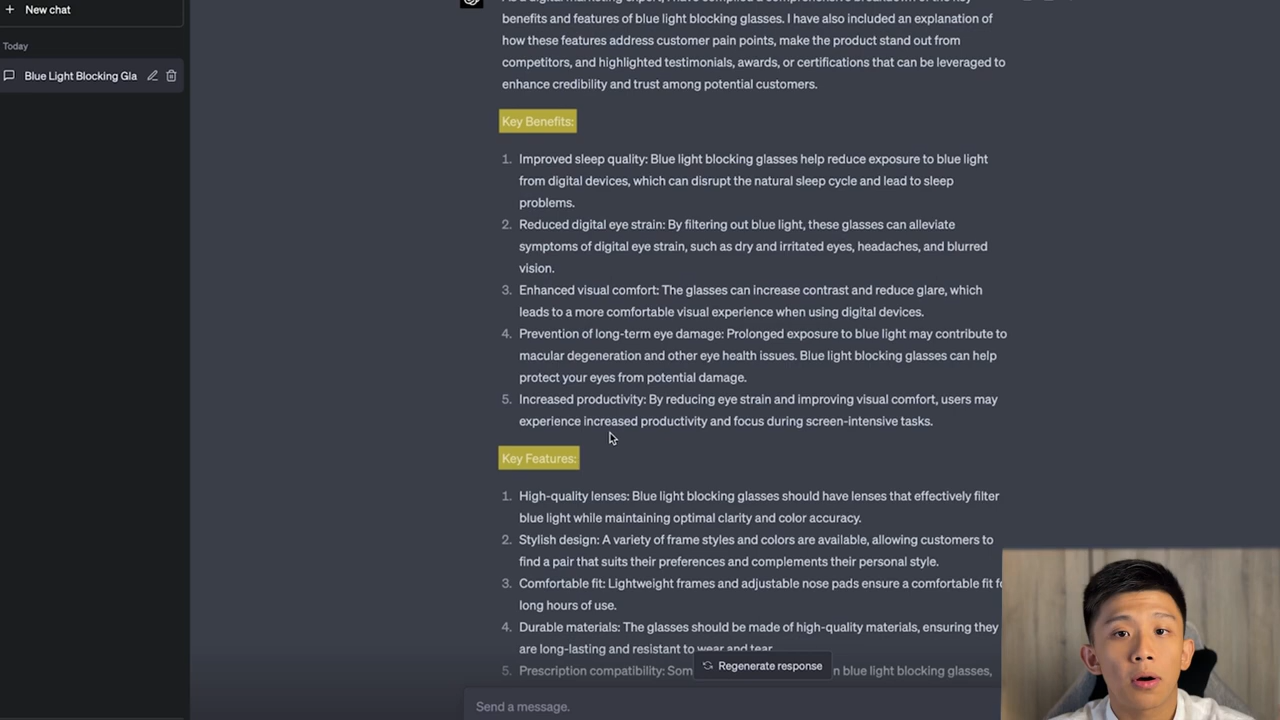 + New chat
Today
Blue Light Blocking Gla
benefits and features of blue light blocking glasses. I have also included an explanation of
how these features address customer pain points, make the product stand out from
competitors, and highlighted testimonials, awards, or certifications that can be leveraged to
enhance credibility and trust among potential customers.
Key Benefits:
1. Improved sleep quality: Blue light blocking glasses help reduce exposure to blue light
from digital devices, which can disrupt the natural sleep cycle and lead to sleep
problems.
2. Reduced digital eye strain: By filtering out blue light, these glasses can alleviate
symptoms of digital eye strain, such as dry and irritated eyes, headaches, and blurred
vision.
3. Enhanced visual comfort: The glasses can increase contrast and reduce glare, which
leads to a more comfortable visual experience when using digital devices.
4. Prevention of long-term eye damage: Prolonged exposure to blue light may contribute to
macular degeneration and other eye health issues. Blue light blocking glasses can help
protect your eyes from potential damage.
5. Increased productivity: By reducing eye strain and improving visual comfort, users may
experience increased productivity and focus during screen-intensive tasks.
Key Features:
1. High-quality lenses: Blue light blocking glasses should have lenses that effectively filter
blue light while maintaining optimal clarity and color accuracy.
2. Stylish design: A variety of frame styles and colors are available, allowing customers to
find a pair that suits their preferences and complements their personal style.
3. Comfortable fit: Lightweight frames and adjustable nose pads ensure a comfortable fit
long hours of use.
4. Durable materials: The glasses should be made of high-quality materials, ensuring they
are long-lasting and resistant to wear and tear.
5. Prescription compatibility: Som n blue light blocking glasses,
Regenerate response
Send a message.